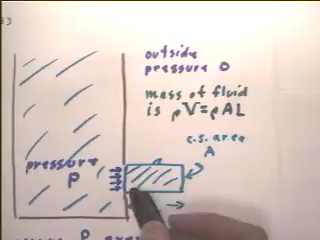 outside
pressure 0
mass of fluid
is ρV=ρAL
c.s. area
A
pressure
P
P